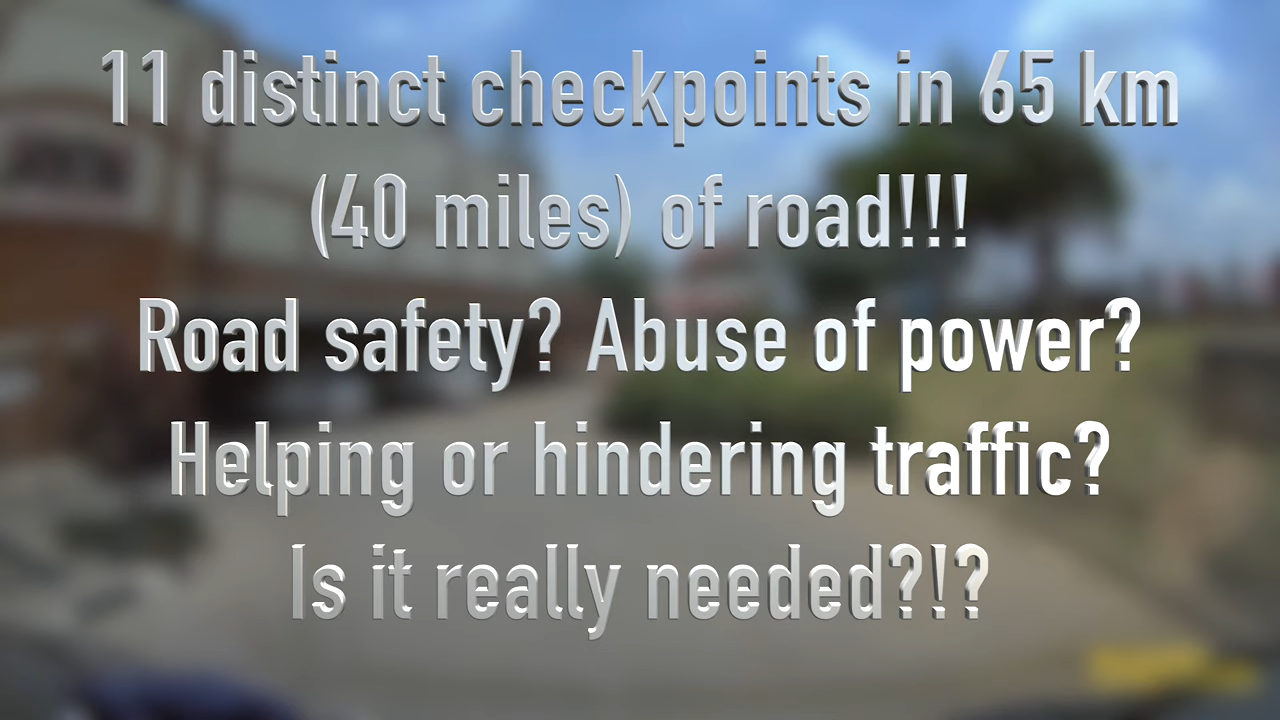 11 distinct checkpoints in 65 km
(40 miles) of road!!!
Road safety? Abuse of power?
Helping or hindering traffic?
Is it really needed?!?